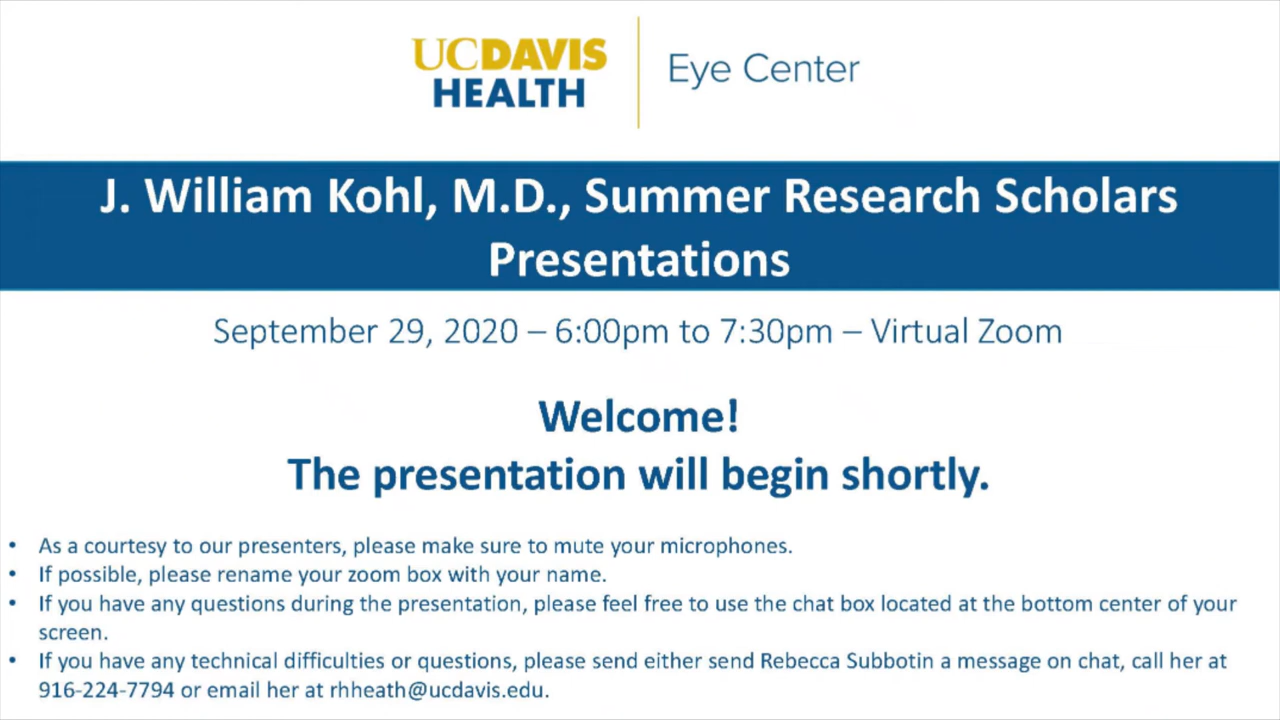 UCDAVIS
HEALTH
Eye Center
J. William Kohl, M.D., Summer Research Scholars
Presentations
September 29, 2020 – 6:00pm to 7:30pm – Virtual Zoom
Welcome!
The presentation will begin shortly.
• As a courtesy to our presenters, please make sure to mute your microphones.
• If possible, please rename your zoom box with your name.
• If you have any questions during the presentation, please feel free to use the chat box located at the bottom center of your
screen.
• If you have any technical difficulties or questions, please send either send Rebecca Subbotin a message on chat, call her at
916-224-7794 or email her at rhheath@ucdavis.edu.